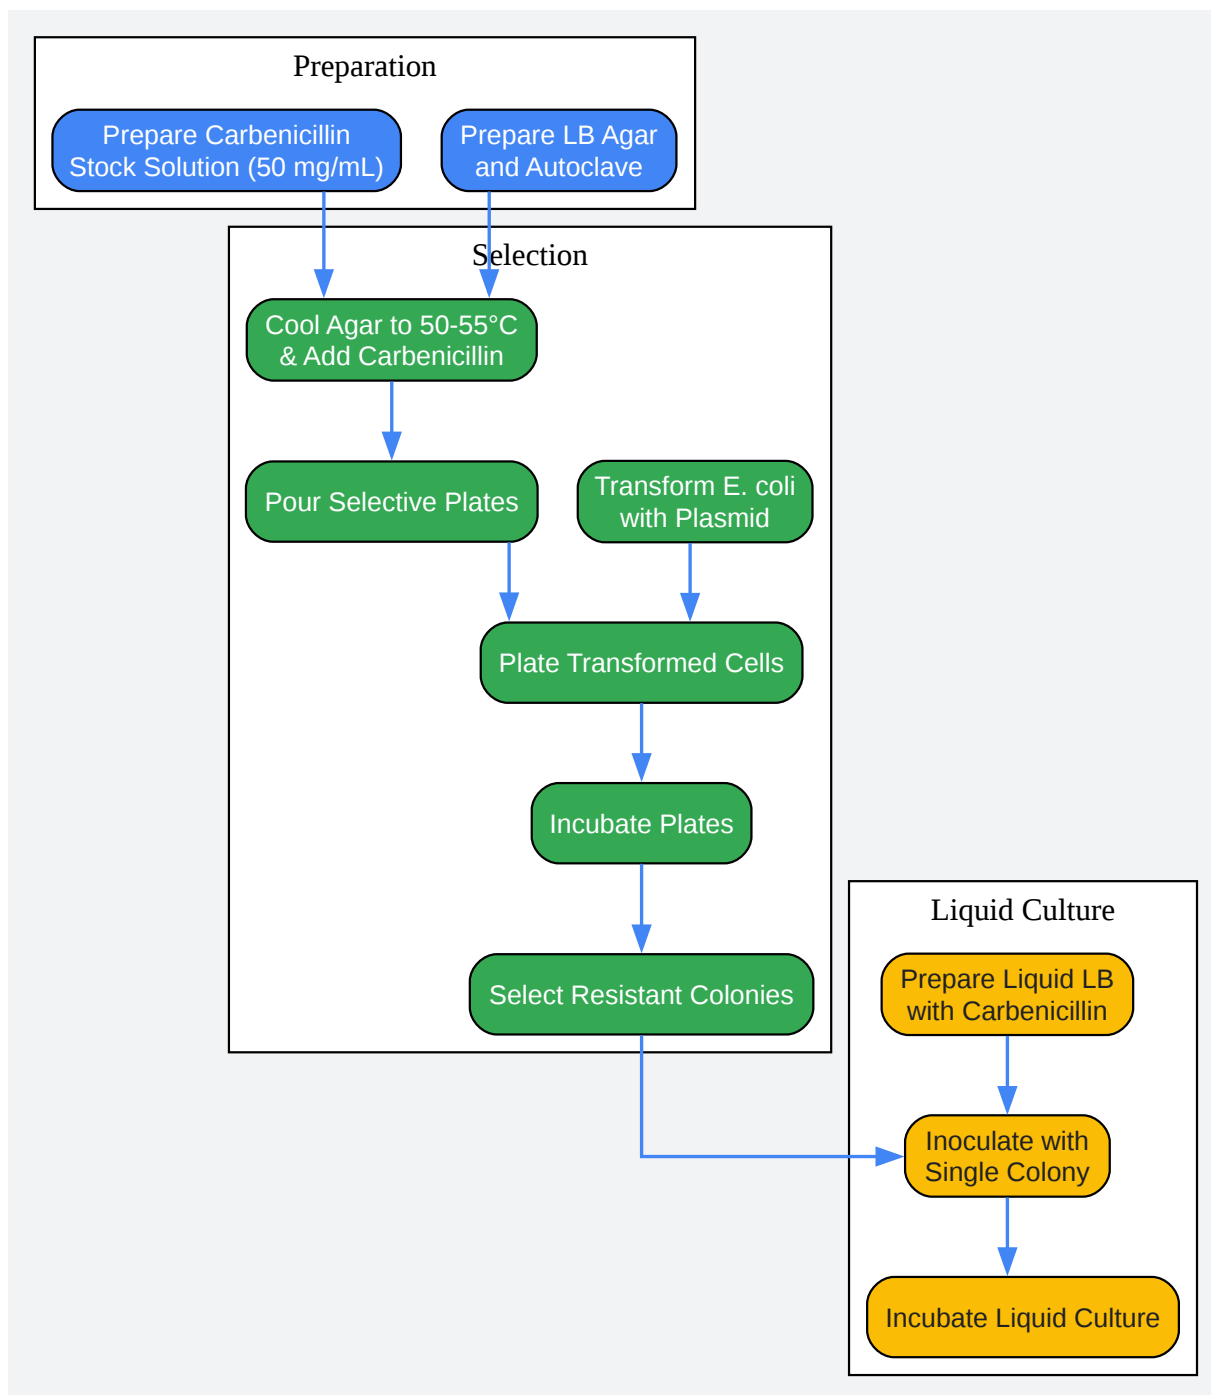 Preparation
Prepare Carbenicillin
Stock Solution (50 mg/mL)
Prepare LB Agar
and Autoclave
Selection
Cool Agar to 50-55°C
& Add Carbenicillin
Pour Selective Plates
Transform E. coli
with Plasmid
Plate Transformed Cells
Incubate Plates
Select Resistant Colonies
Liquid Culture
Prepare Liquid LB
with Carbenicillin
Inoculate with
Single Colony
Incubate Liquid Culture